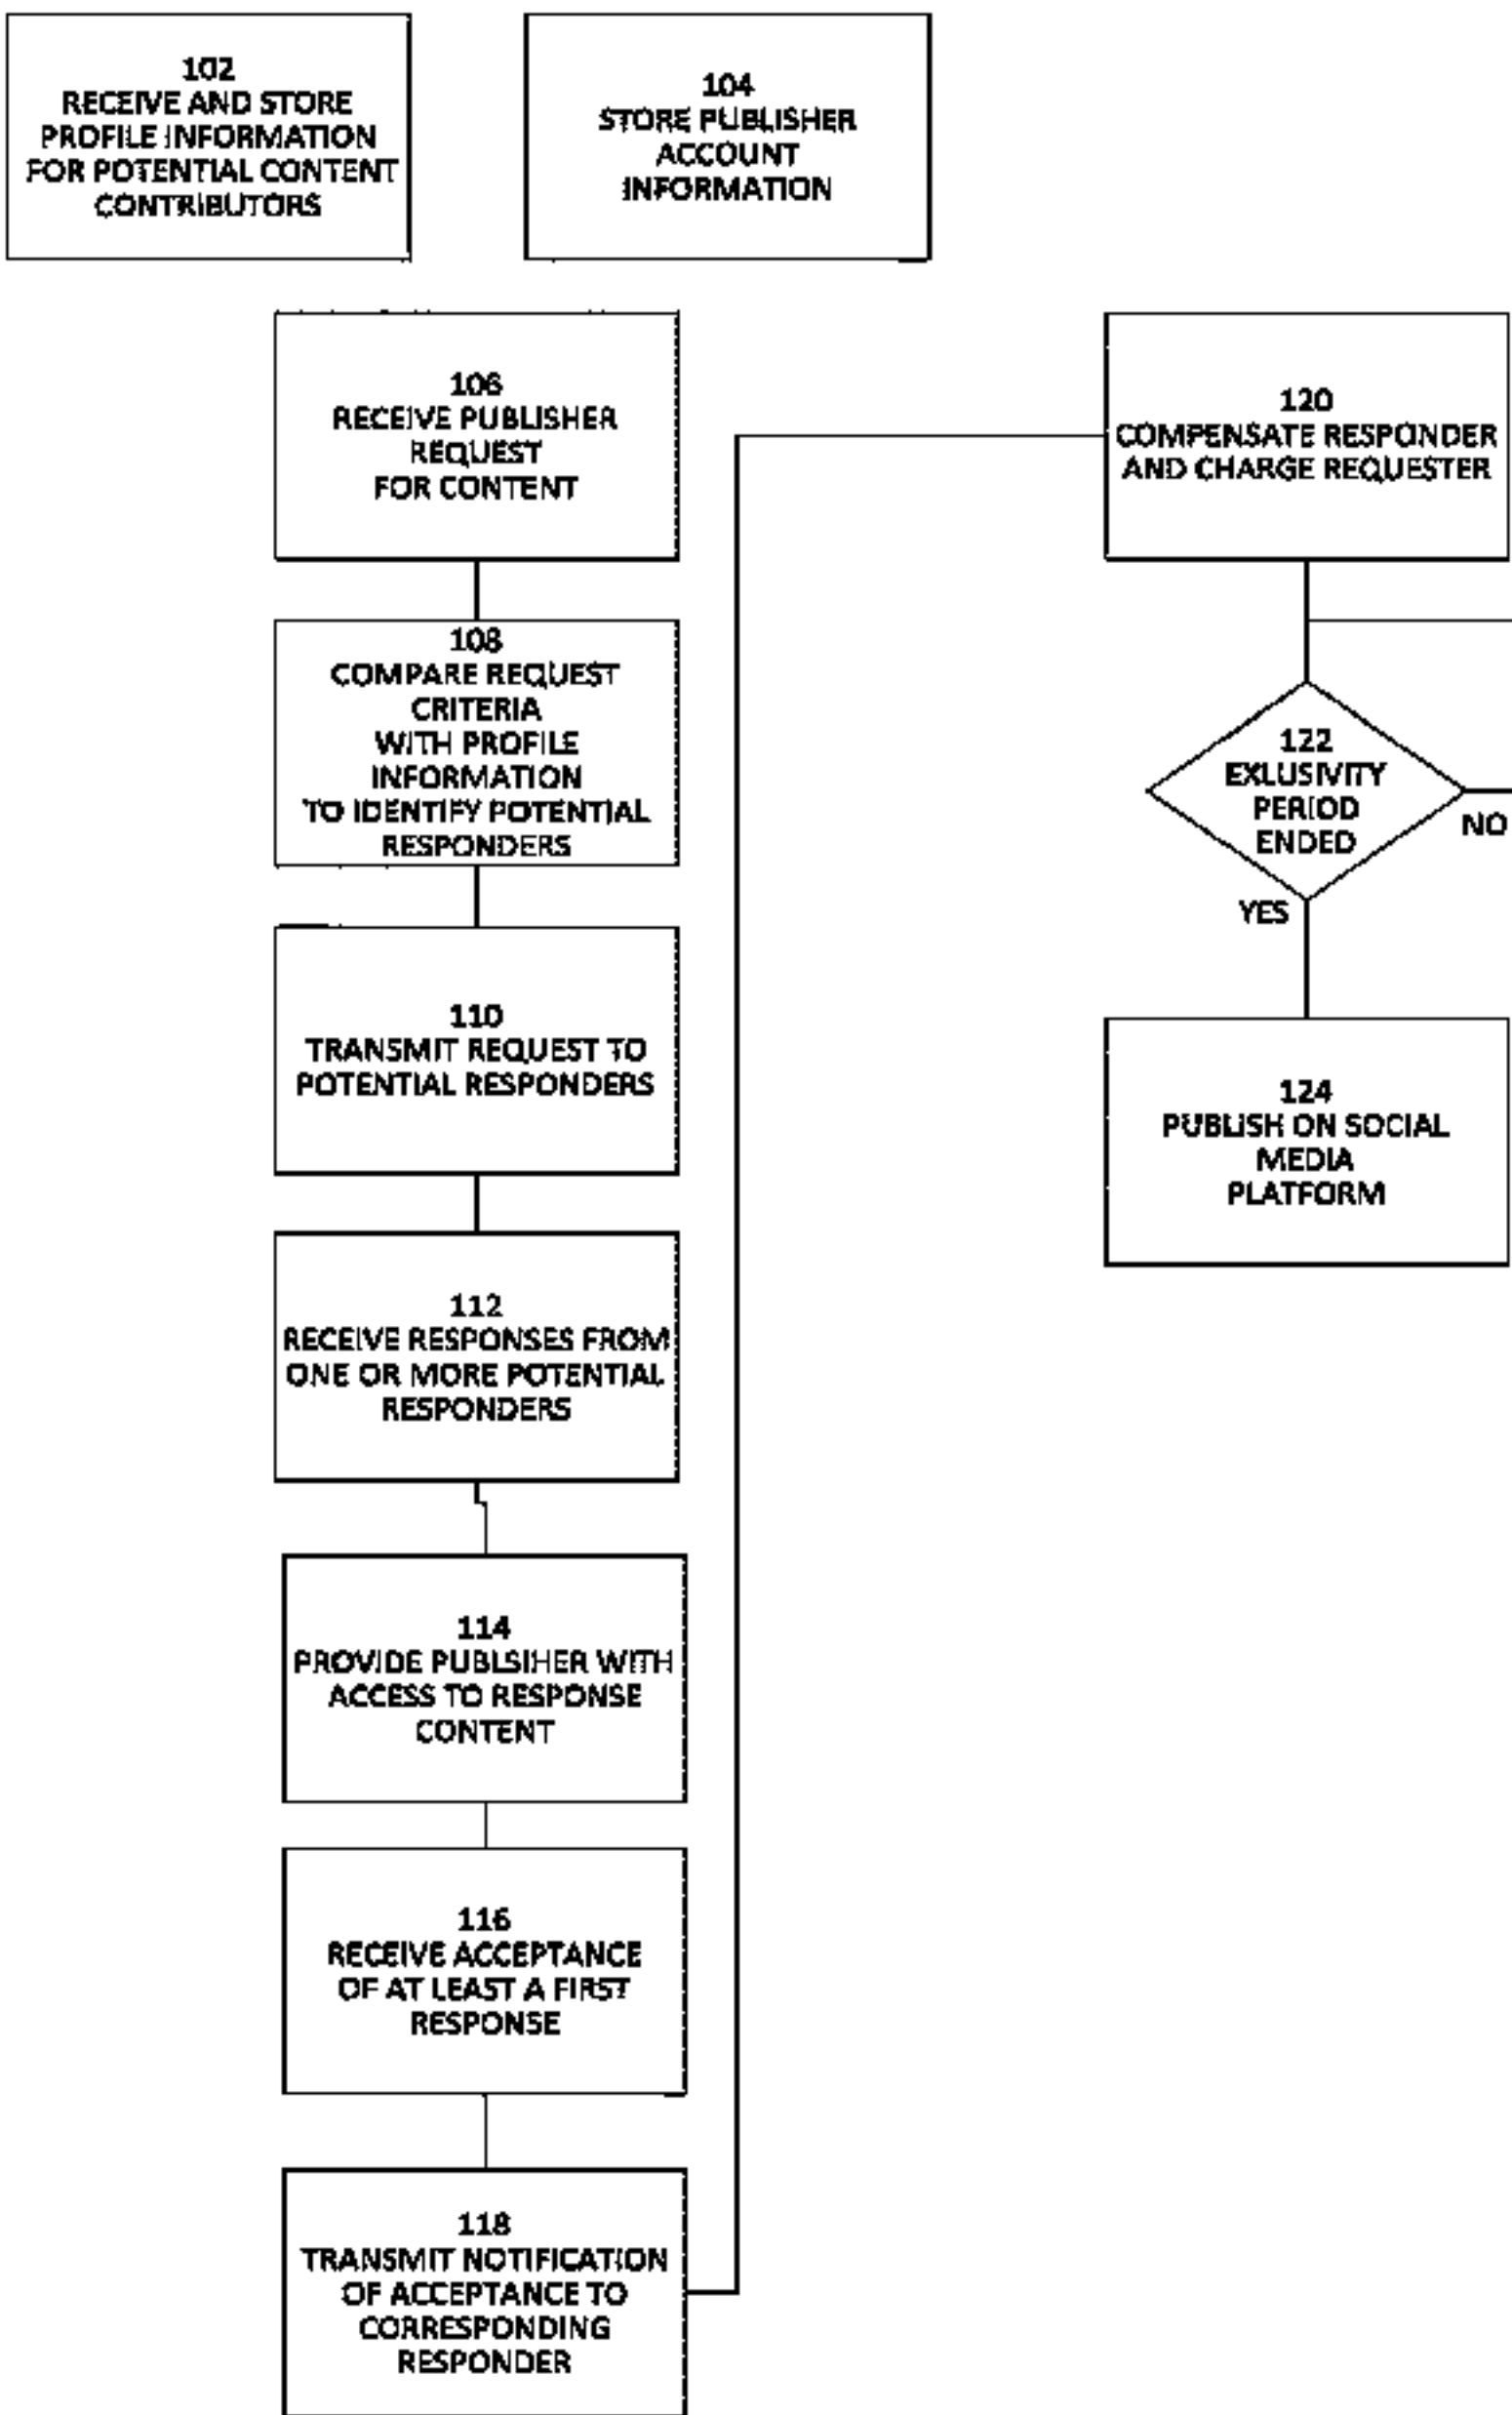 102
RECEIVE AND STORE
PROFILE INFORMATION
FOR POTENTIAL CONTENT
CONTRIBUTORS
104
STORE PUBLISHER
ACCOUNT
INFORMATION
106
RECEIVE PUBLISHER
REQUEST
FOR CONTENT
108
COMPARE REQUEST
CRITERIA
WITH PROFILE
INFORMATION
TO IDENTIFY POTENTIAL
RESPONDERS
110
TRANSMIT REQUEST TO
POTENTIAL RESPONDERS
112
RECEIVE RESPONSES FROM
ONE OR MORE POTENTIAL
RESPONDERS
114
PROVIDE PUBLSIHER WITH
ACCESS TO RESPONSE
CONTENT
116
RECEIVE ACCEPTANCE
OF AT LEAST A FIRST
RESPONSE
118
TRANSMIT NOTIFICATION
OF ACCEPTANCE TO
CORRESPONDING
RESPONDER
120
COMPENSATE RESPONDER
AND CHARGE REQUESTER
122
EXLUSIVITY
PERIOD
ENDED
NO
YES
124
PUBLISH ON SOCIAL
MEDIA
PLATFORM